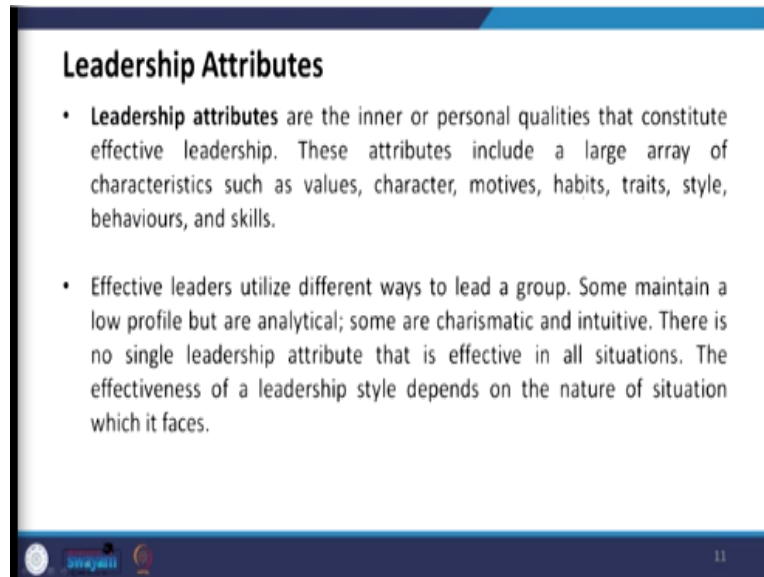 Leadership Attributes
• Leadership attributes are the inner or personal qualities that constitute
effective leadership. These attributes include a large array of
characteristics such as values, character, motives, habits, traits, style,
behaviours, and skills.
• Effective leaders utilize different ways to lead a group. Some maintain a
low profile but are analytical; some are charismatic and intuitive. There is
no single leadership attribute that is effective in all situations. The
effectiveness of a leadership style depends on the nature of situation
which it faces.
swayam
11